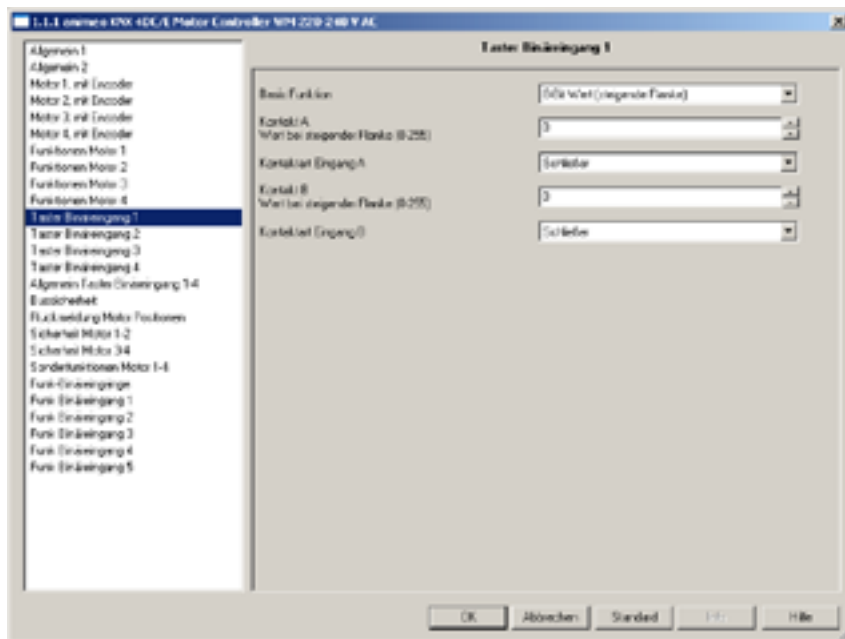 1.1.1 animeo KNX 4DC/E Motor Controller WM 220-240 V AC
Allgemein 1
Allgemein 2
Motor 1, mit Encoder
Motor 2, mit Encoder
Motor 3, mit Encoder
Motor 4, mit Encoder
Funktionen Motor 1
Funktionen Motor 2
Funktionen Motor 3
Funktionen Motor 4
Taster Binäreingang 1
Taster Binäreingang 2
Taster Binäreingang 3
Taster Binäreingang 4
Allgemein Taster Binäreingang 1-4
Bussicherheit
Rückmeldung Motor Positionen
Sicherheit Motor 1-2
Sicherheit Motor 3-4
Sonderfunktionen Motor 1-4
Funk-Binäreingänge
Funk Binäreingang 1
Funk Binäreingang 2
Funk Binäreingang 3
Funk Binäreingang 4
Funk Binäreingang 5
Taster Binäreingang 1
Basis Funktion
8-Bit Wert (steigende Flanke)
Kontakt A
Wert bei steigender Flanke (0-255)
0
Kontaktart Eingang A
Schließer
Kontakt B
Wert bei steigender Flanke (0-255)
0
Kontaktart Eingang B
Schließer
OK
Abbrechen
Standard
Info
Hilfe